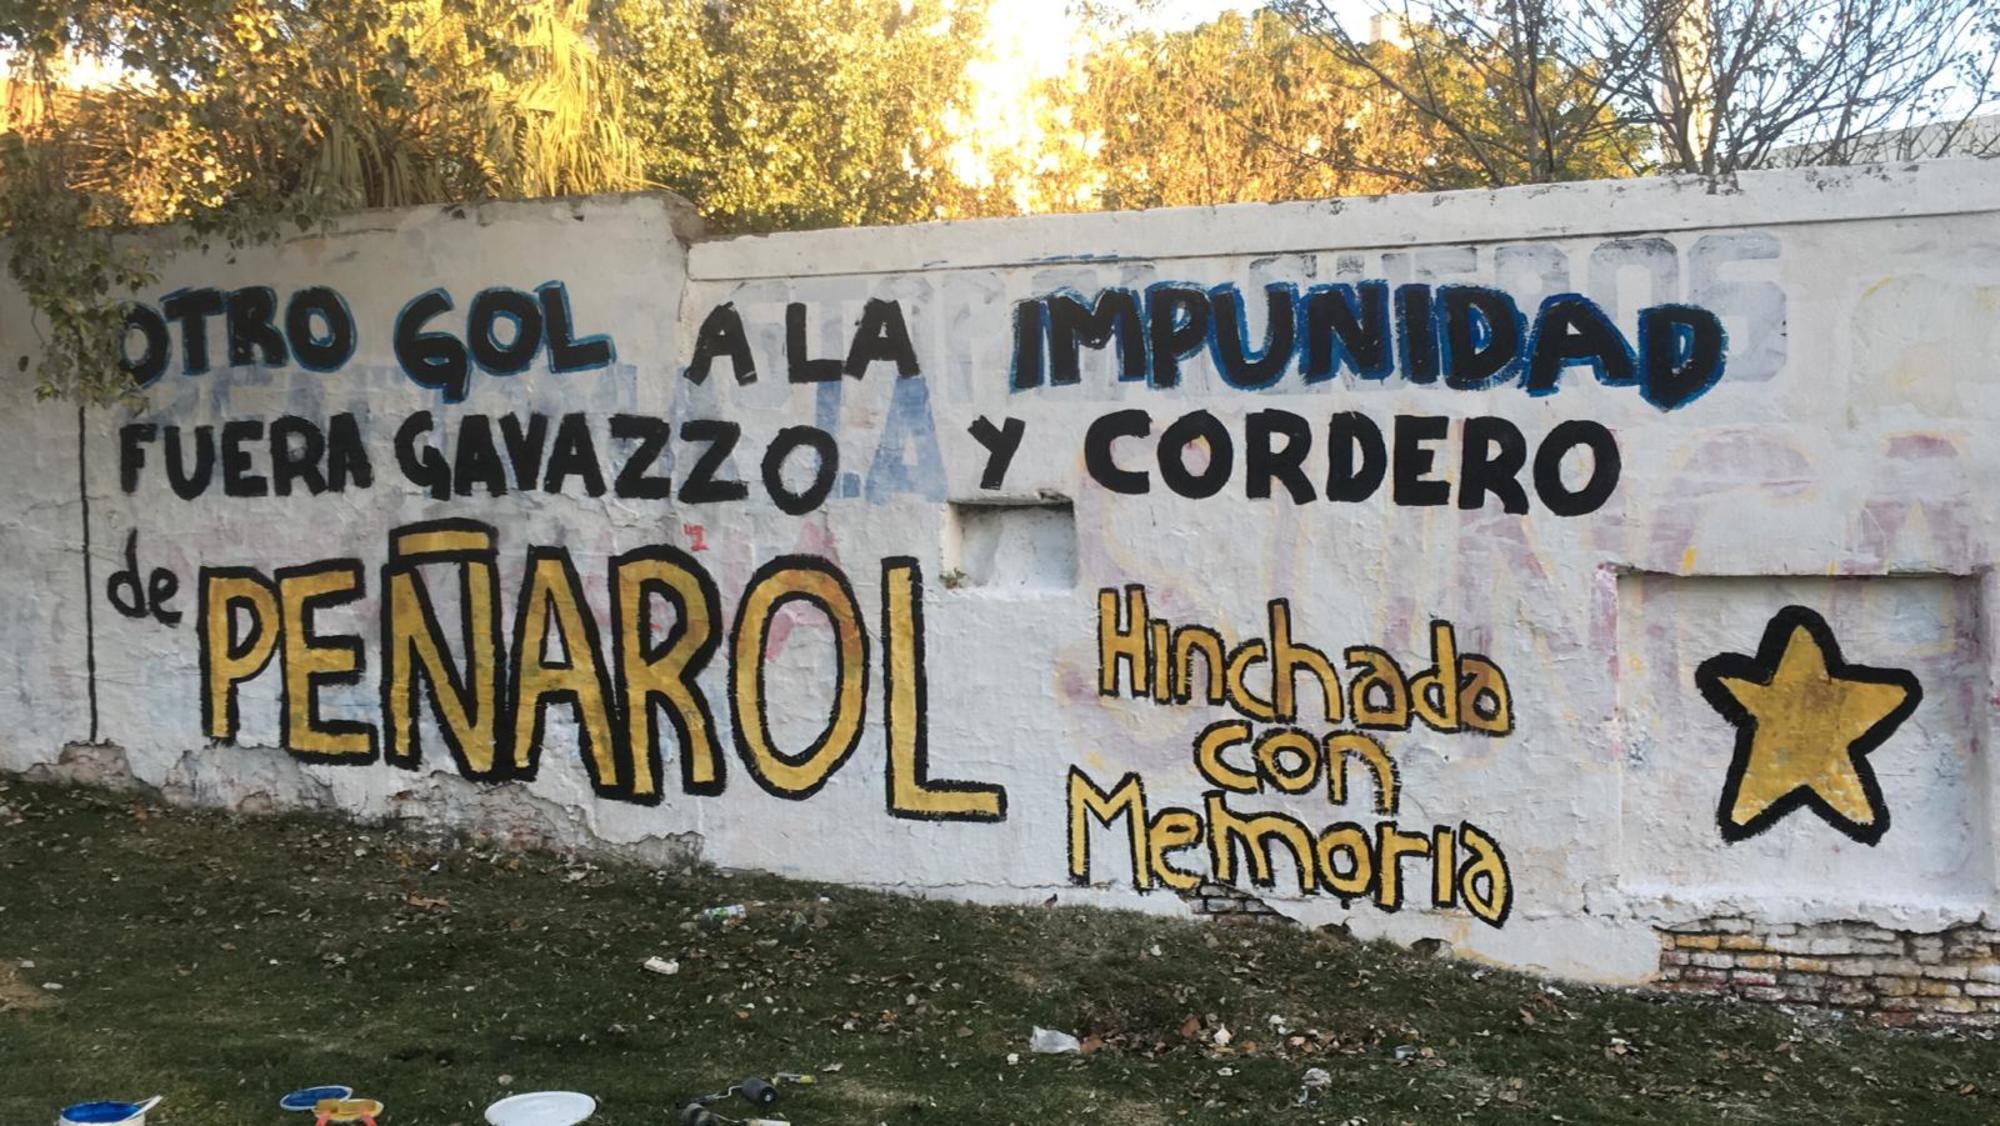 OTRO GOL A LA IMPUNIDAD
FUERA GAVAZZO Y CORDERO
de PEÑAROL
Hinchada
con
Memoria